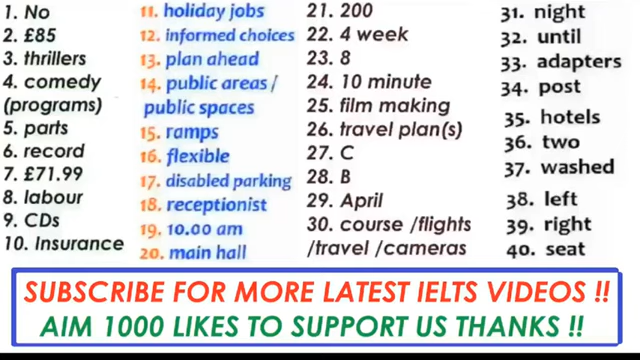 1. No
2. £85
3. thrillers
4. comedy
(programs)
5. parts
6. record
7. £71.99
8. labour
9. CDs
10. Insurance
11. holiday jobs
12. informed choices
13. plan ahead
14. public areas /
public spaces
15. ramps
16. flexible
17. disabled parking
18. receptionist
19. 10.00 am
20. main hall
21. 200
22. 4 week
23. 8
24. 10 minute
25. film making
26. travel plan(s)
27. C
28. B
29. April
30. course /flights
/travel /cameras
31. night
32. until
33. adapters
34. post
35. hotels
36. two
37. washed
38. left
39. right
40. seat
SUBSCRIBE FOR MORE LATEST IELTS VIDEOS !!
AIM 1000 LIKES TO SUPPORT US THANKS !!